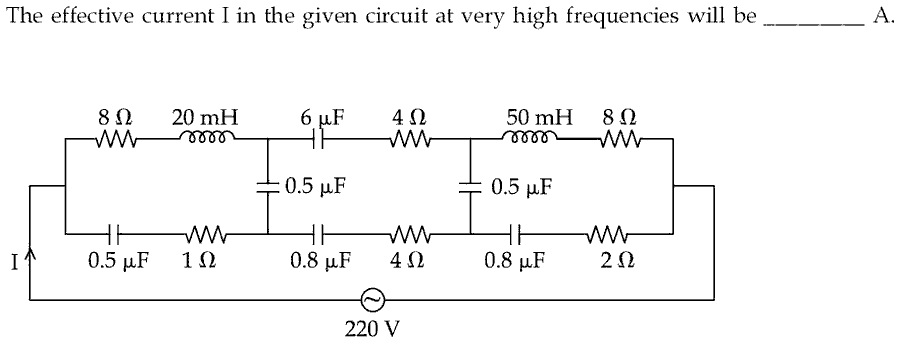 The effective current I in the given circuit at very high frequencies will be ________ A.
8 Ω 20 mH 6 μF 4 Ω 50 mH 8 Ω
0.5 μF 0.5 μF
I 0.5 μF 1 Ω 0.8 μF 4 Ω 0.8 μF 2 Ω
220 V